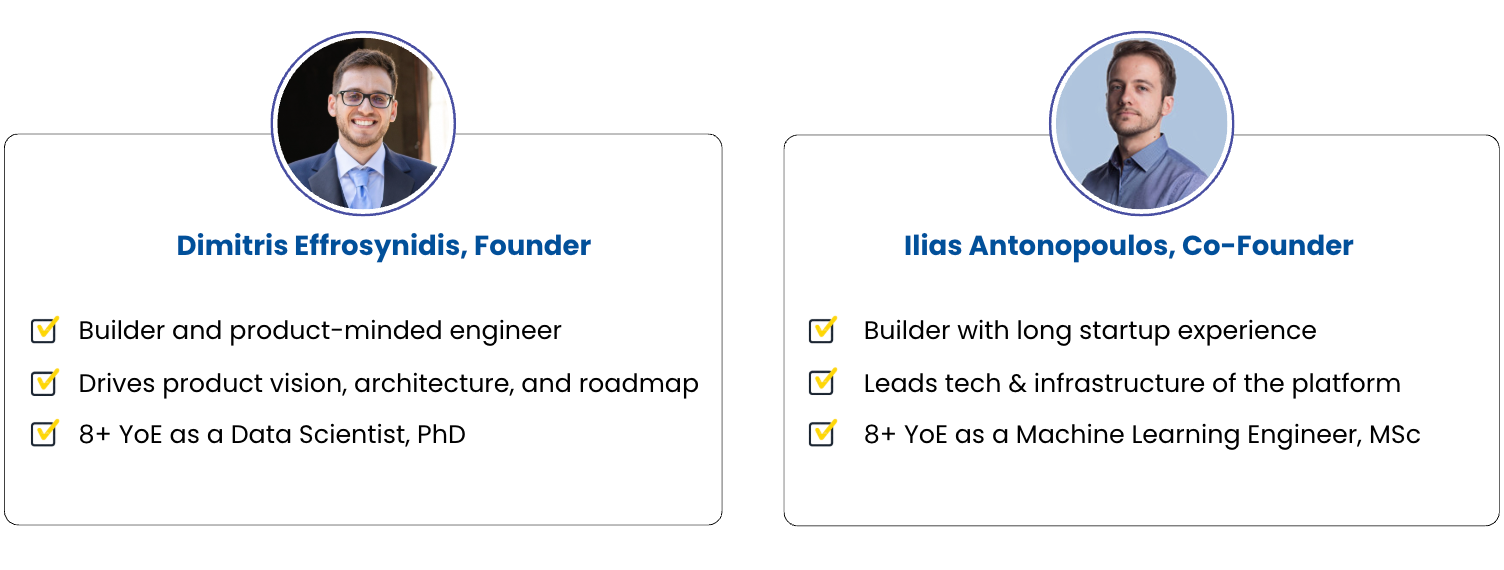 Dimitris Effrosynidis, Founder
Builder and product-minded engineer
Drives product vision, architecture, and roadmap
8+ YoE as a Data Scientist, PhD
Ilias Antonopoulos, Co-Founder
Builder with long startup experience
Leads tech & infrastructure of the platform
8+ YoE as a Machine Learning Engineer, MSc